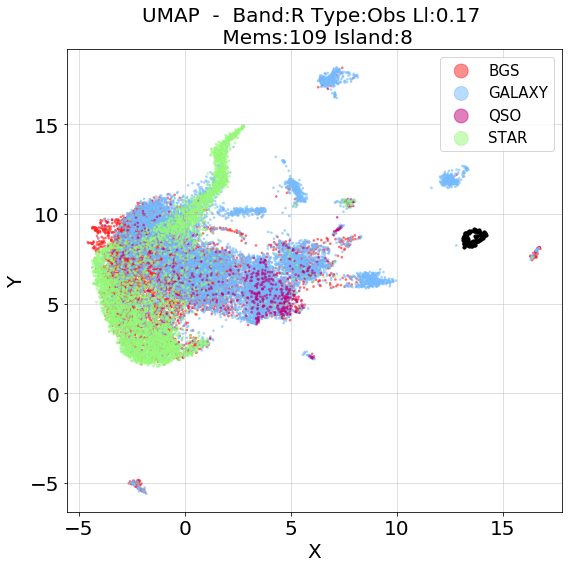 UMAP - Band:R Type:Obs Ll:0.17
Mems:109 Island:8
BGS
GALAXY
QSO
STAR
15
10
5
0
−5
Y
−5
0
5
10
15
X